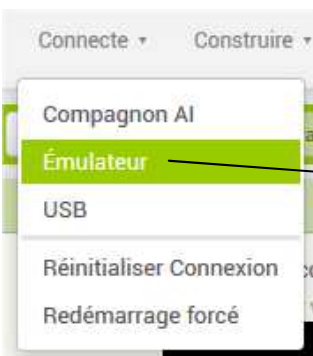 Connecte ▾ Construire ▾
Compagnon AI
Émulateur
USB
Réinitialiser Connexion
Redémarrage forcé